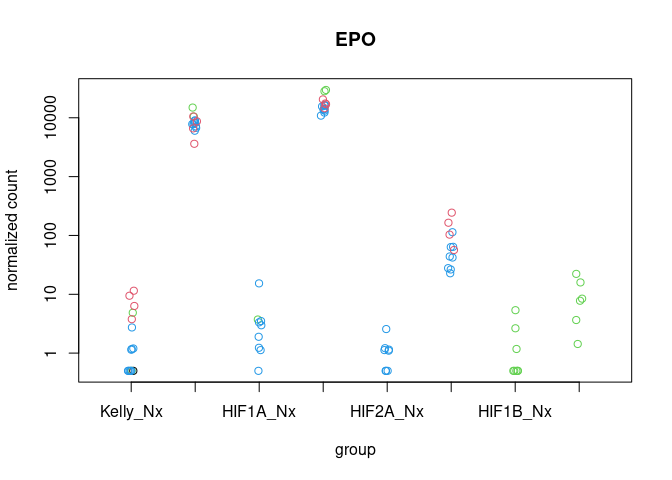 EPO
normalized count
10000
1000
100
10
1
Kelly_Nx HIF1A_Nx HIF2A_Nx HIF1B_Nx
group